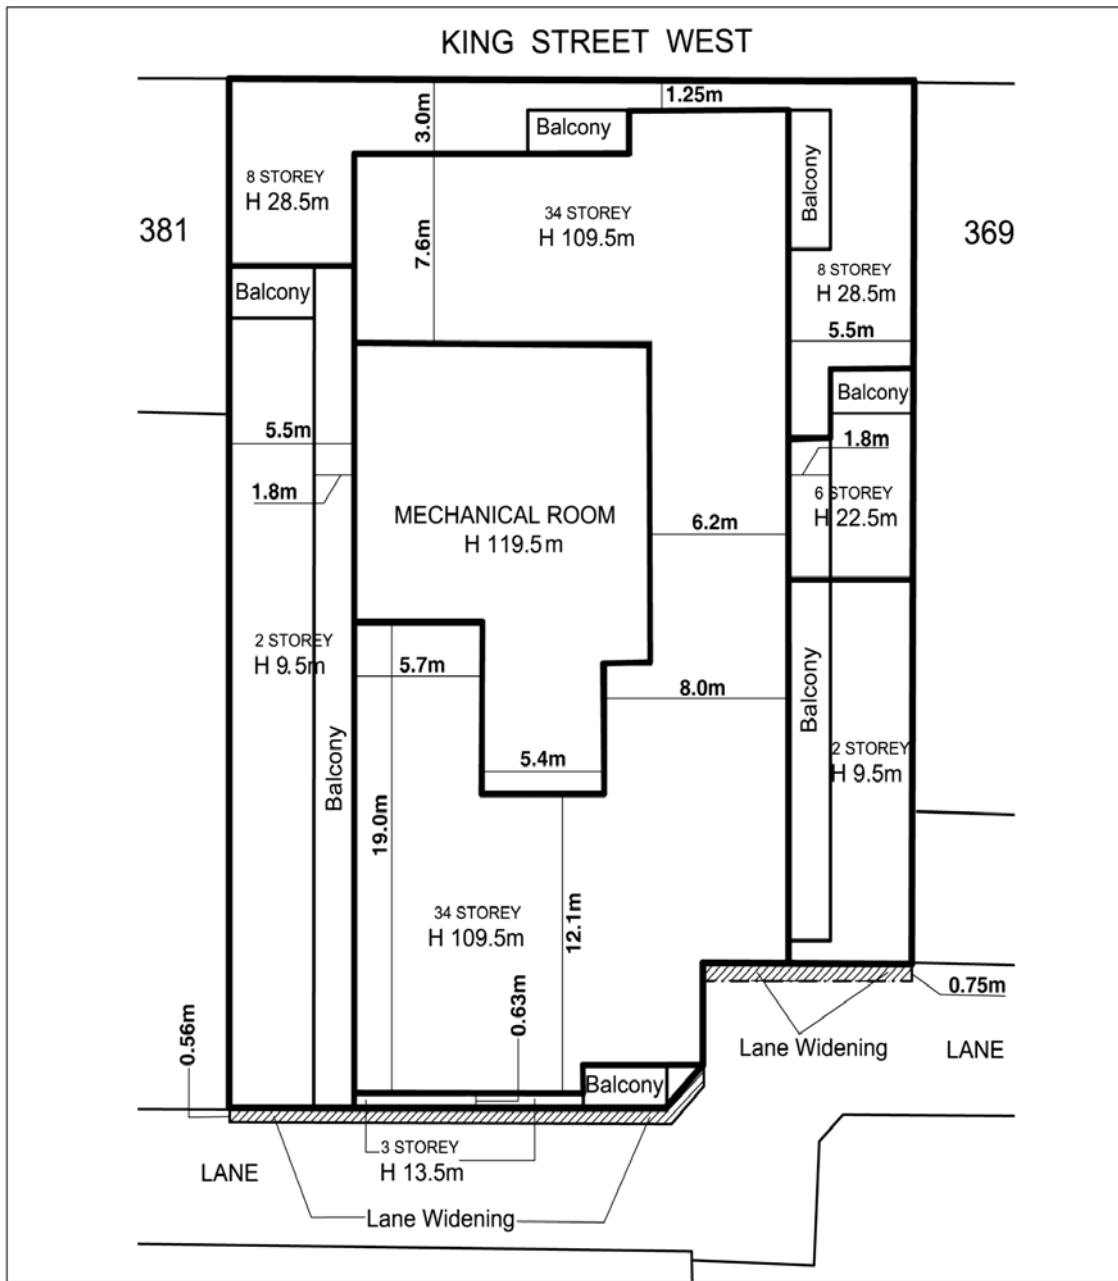 KING STREET WEST
1.25m
3.0m
Balcony
Balcony
8 STOREY
H 28.5m
34 STOREY
H 109.5m
381
369
7.6m
8 STOREY
H 28.5m
Balcony
5.5m
Balcony
5.5m
1.8m
1.8m
6 STOREY
H 22.5m
MECHANICAL ROOM
H 119.5m
6.2m
2 STOREY
H 9.5m
5.7m
8.0m
Balcony
2 STOREY
H 9.5m
Balcony
5.4m
19.0m
34 STOREY
H 109.5m
12.1m
0.63m
0.75m
0.56m
Lane Widening
LANE
Balcony
3 STOREY
H 13.5m
LANE
Lane Widening